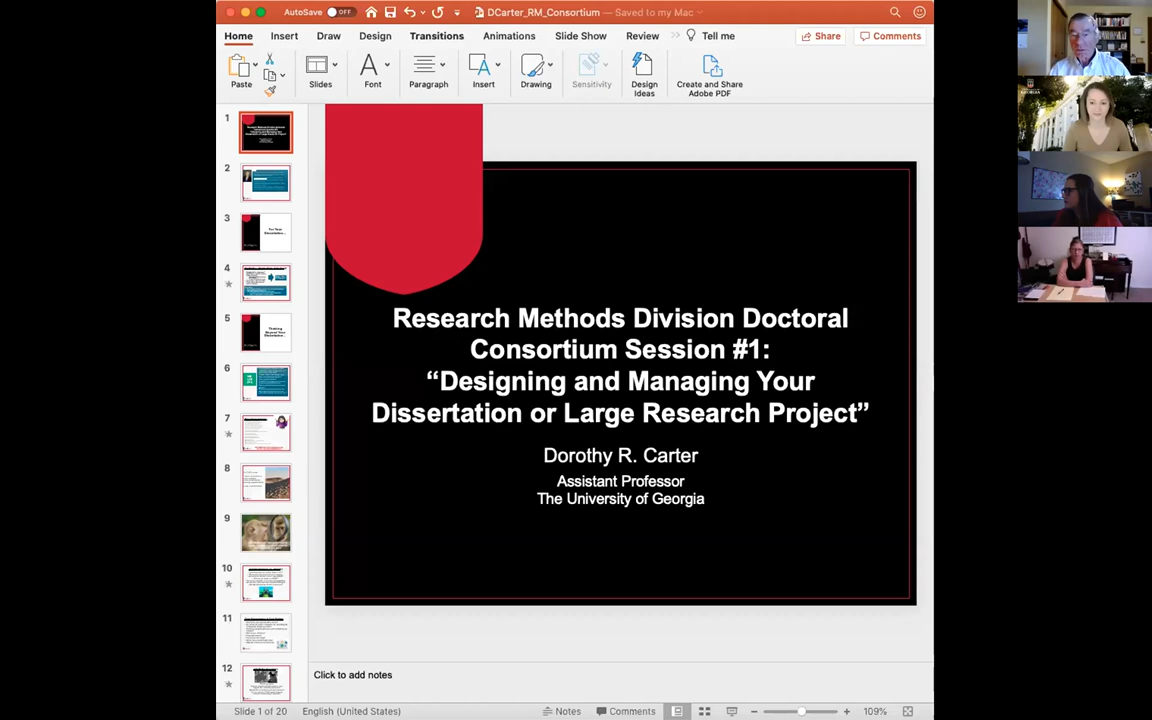 AutoSave OFF
DCarter_RM_Consortium — Saved to my Mac
Home Insert Draw Design Transitions Animations Slide Show Review Tell me Share Comments
Paste Slides Font Paragraph Insert Drawing Sensitivity Design Ideas Create and Share Adobe PDF
1
2
3
4
5
6
7
8
9
10
11
12
Research Methods Division Doctoral
Consortium Session #1:
“Designing and Managing Your
Dissertation or Large Research Project”
Dorothy R. Carter
Assistant Professor
The University of Georgia
Click to add notes
Slide 1 of 20 English (United States) Notes Comments 109%